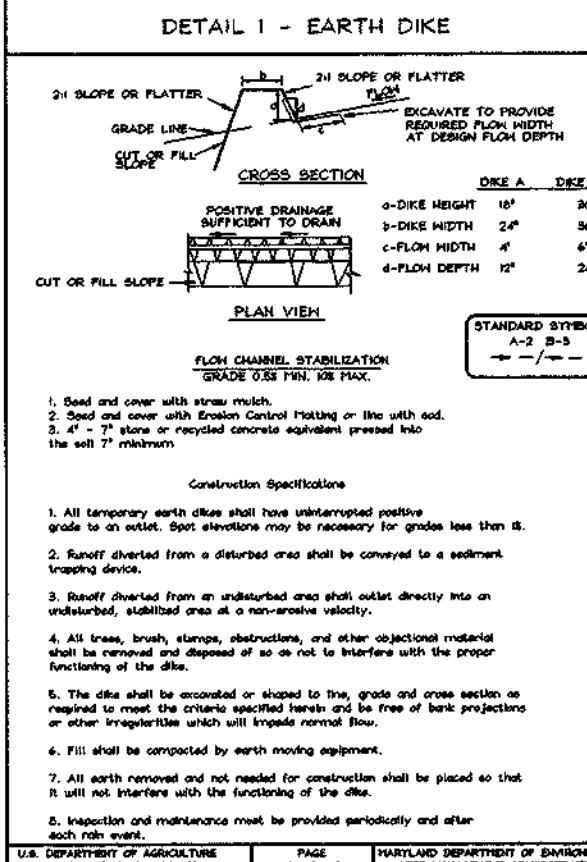 DETAIL 1 - EARTH DIKE
2:1 SLOPE OR FLATTER
2:1 SLOPE OR FLATTER
b
FLOW
a
d
c
GRADE LINE
CUT OR FILL
SLOPE
EXCAVATE TO PROVIDE
REQUIRED FLOW WIDTH
AT DESIGN FLOW DEPTH
CROSS SECTION
DIKE A DIKE
a-DIKE HEIGHT 18"
b-DIKE WIDTH 24"
c-FLOW WIDTH 4'
d-FLOW DEPTH 12"
POSITIVE DRAINAGE
SUFFICIENT TO DRAIN
CUT OR FILL SLOPE
PLAN VIEW
STANDARD
A-2 B-3
FLOW CHANNEL STABILIZATION
GRADE 0.5% MIN. 10% MAX.
1. Seed and cover with straw mulch.
2. Seed and cover with Erosion Control Matting or line with sod.
3. 4" - 7" stone or recycled concrete equivalent pressed into
the soil 7" minimum
Construction Specifications
1. All temporary earth dikes shall have uninterrupted positive
grade to an outlet. Spot elevations may be necessary for grades less than 1%.
2. Runoff diverted from a disturbed area shall be conveyed to a sediment
trapping device.
3. Runoff diverted from an undisturbed area shall outlet directly into an
undisturbed, stabilized area at a non-erosive velocity.
4. All trees, brush, stumps, obstructions, and other objectional material
shall be removed and disposed of so as not to interfere with the proper
functioning of the dike.
5. The dike shall be excavated or shaped to line, grade and cross section as
required to meet the criteria specified herein and be free of bank projections
or other irregularities which will impede normal flow.
6. Fill shall be compacted by earth moving equipment.
7. All earth removed and not needed for construction shall be placed so that
it will not interfere with the functioning of the dike.
8. Inspection and maintenance must be provided periodically and after
each rain event.
U.S. DEPARTMENT OF AGRICULTURE PAGE MARYLAND DEPARTMENT OF